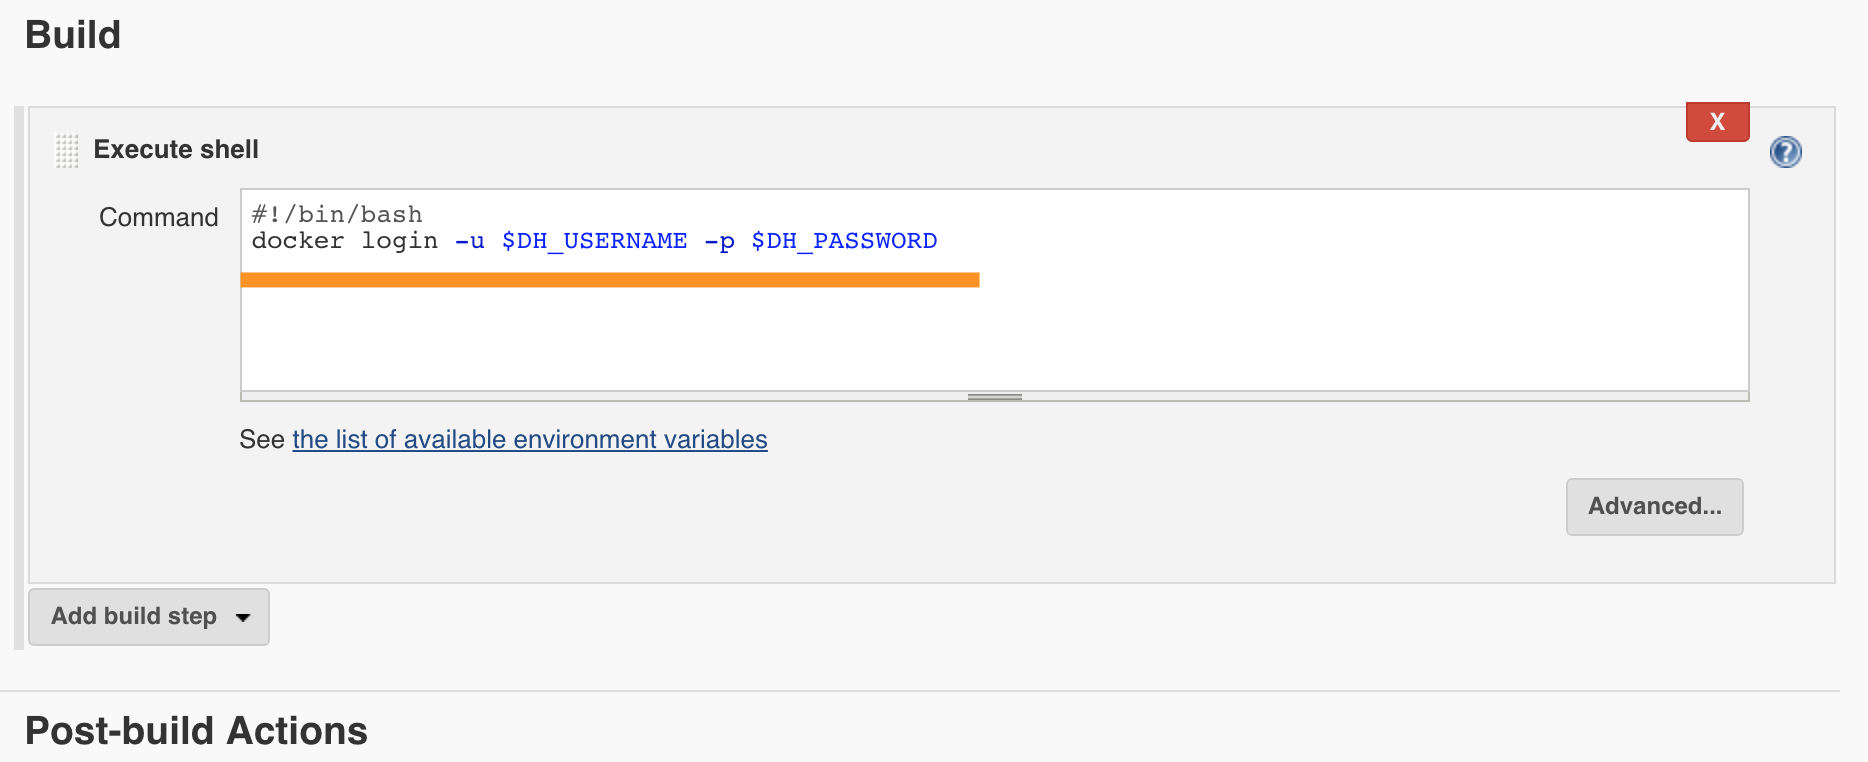 Build
X
Execute shell
?
Command
#!/bin/bash
docker login -u $DH_USERNAME -p $DH_PASSWORD
See the list of available environment variables
Advanced...
Add build step
Post-build Actions